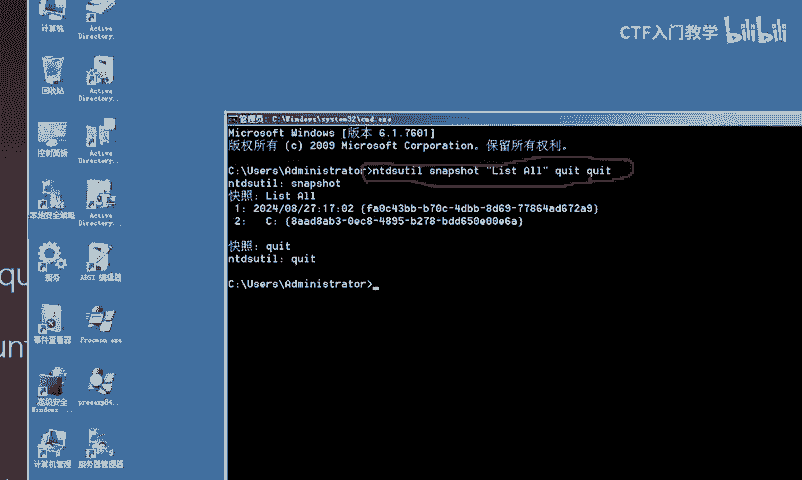 CTF入门教学 bilibili
计算机
Active Directory..
回收站
Active Directory..
控制面板
Active Directory..
本地安全策略
Active Directory..
服务
ADSI 编辑器
事件查看器
Procmon.exe
高级安全 Windows ...
procexp64..
计算机管理
服务器管理器
qu
unt
管理员: C:\Windows\system32\cmd.exe
Microsoft Windows [版本 6.1.7601]
版权所有 (c) 2009 Microsoft Corporation。保留所有权利。
C:\Users\Administrator>ntdsutil snapshot "List All" quit quit
ntdsutil: snapshot
快照: List All
1: 2024/08/27:17:02 {fa0c43bb-b70c-4dbb-8d69-77864ad672a9}
2: C: {8aad8ab3-0ec8-4895-b278-bdd650e00e6a}
快照: quit
ntdsutil: quit
C:\Users\Administrator>_